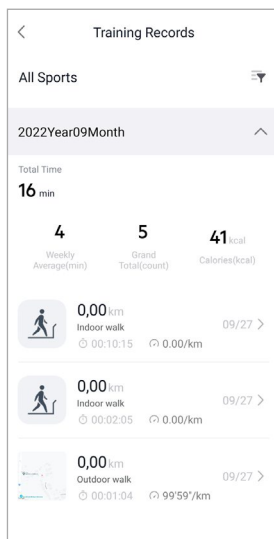 Training Records
All Sports
2022Year09Month
Total Time
16 min
4 5 41 kcal
Weekly Average(min) Grand Total(count) Calories(kcal)
0,00 km
Indoor walk 09/27
00:10:15 0.00/km
0,00 km
Indoor walk 09/27
00:02:05 0.00/km
0,00 km
Outdoor walk 09/27
00:01:04 99'59"/km